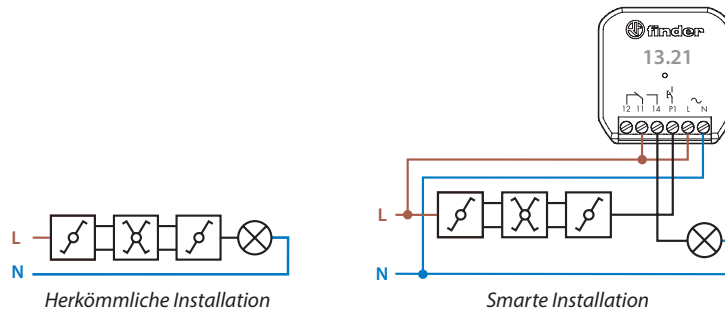 finder
13.21
12 11 14 P1 L N
L
N
L
N
Herkömmliche Installation
Smarte Installation